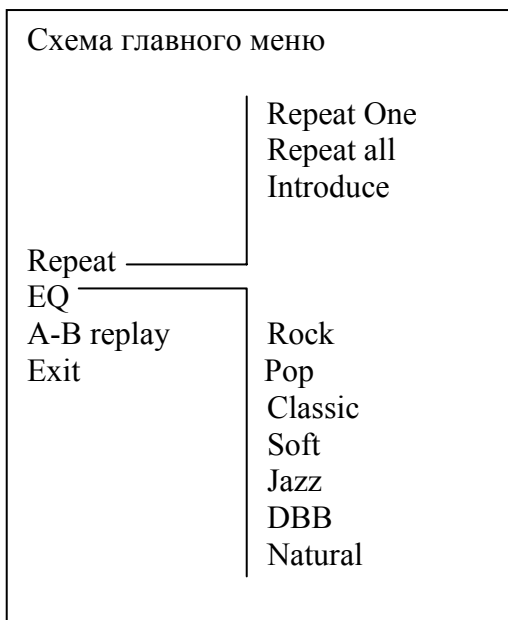 Схема главного меню
Repeat One
Repeat all
Introduce
Repeat
EQ
A-B replay
Exit
Rock
Pop
Classic
Soft
Jazz
DBB
Natural